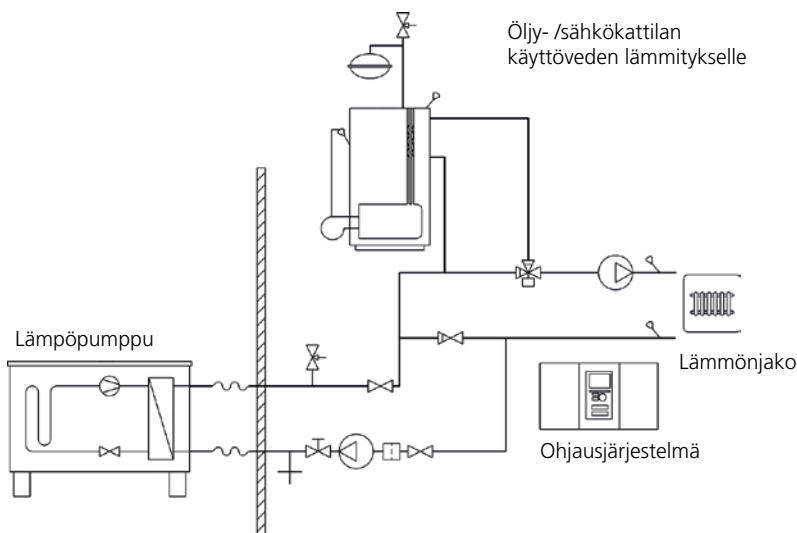 Öljy- /sähkökattilan
käyttöveden lämmitykselle
Lämpöpumppu
Lämmönjako
Ohjausjärjestelmä